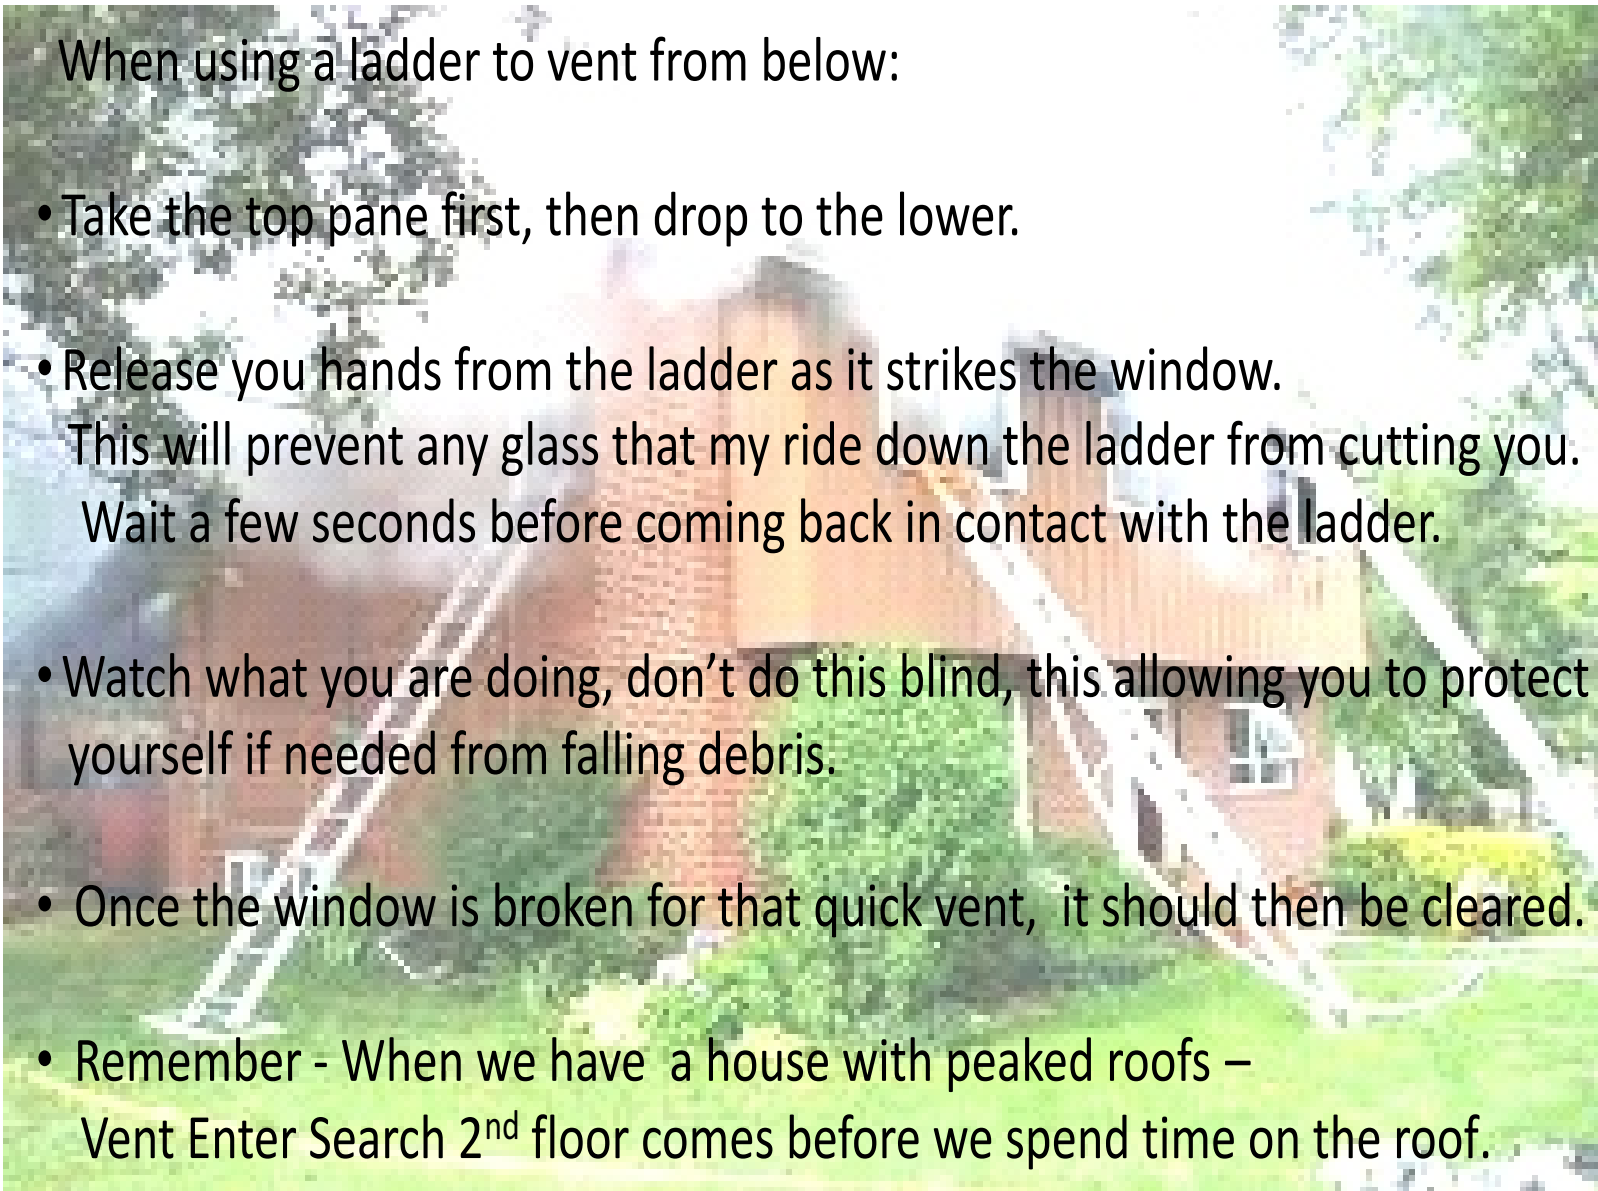 When using a ladder to vent from below:
• Take the top pane first, then drop to the lower.
• Release you hands from the ladder as it strikes the window.
This will prevent any glass that my ride down the ladder from cutting you.
Wait a few seconds before coming back in contact with the ladder.
• Watch what you are doing, don’t do this blind, this allowing you to protect
yourself if needed from falling debris.
• Once the window is broken for that quick vent,  it should then be cleared.
• Remember - When we have  a house with peaked roofs –
Vent Enter Search 2nd floor comes before we spend time on the roof.